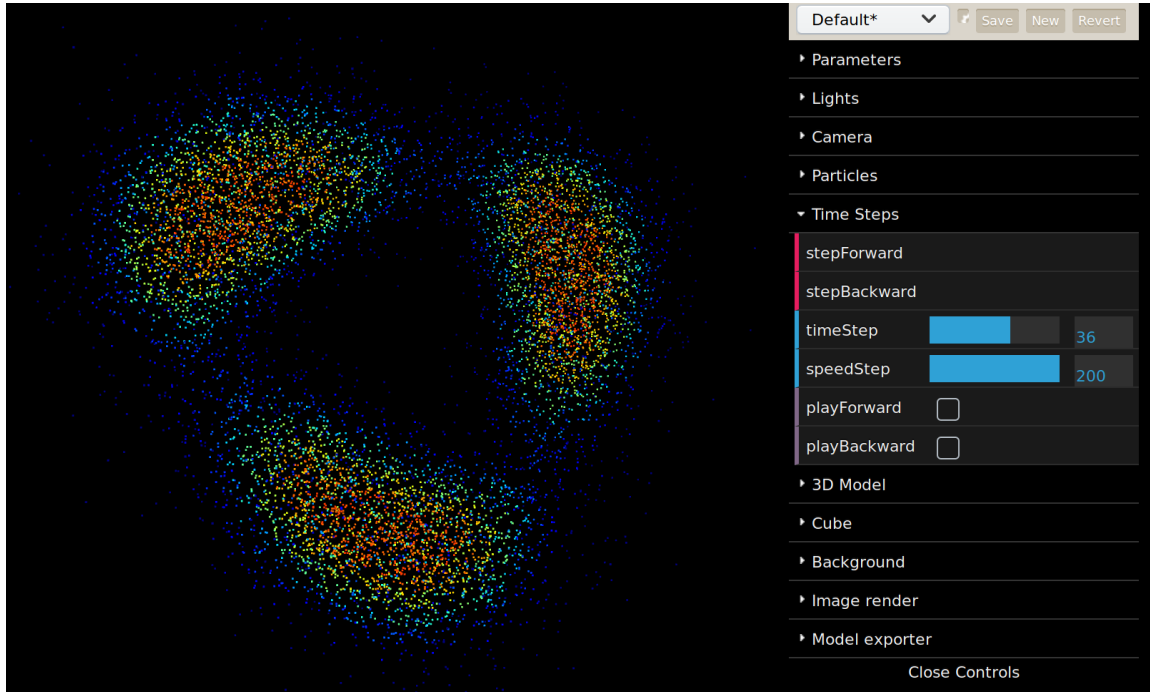 Default* Save New Revert
Parameters
Lights
Camera
Particles
Time Steps
stepForward
stepBackward
timeStep 36
speedStep 200
playForward
playBackward
3D Model
Cube
Background
Image render
Model exporter
Close Controls